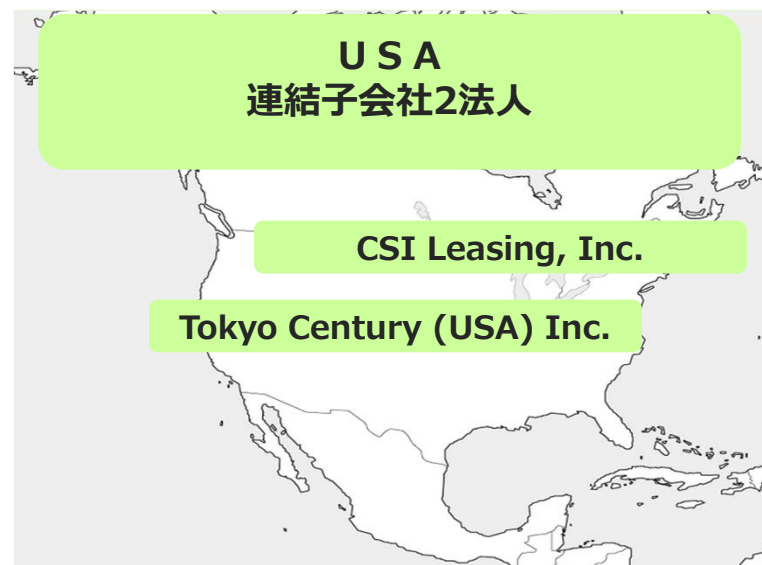 ＵＳＡ
連結子会社2法人
CSI Leasing, Inc.
Tokyo Century (USA) Inc.